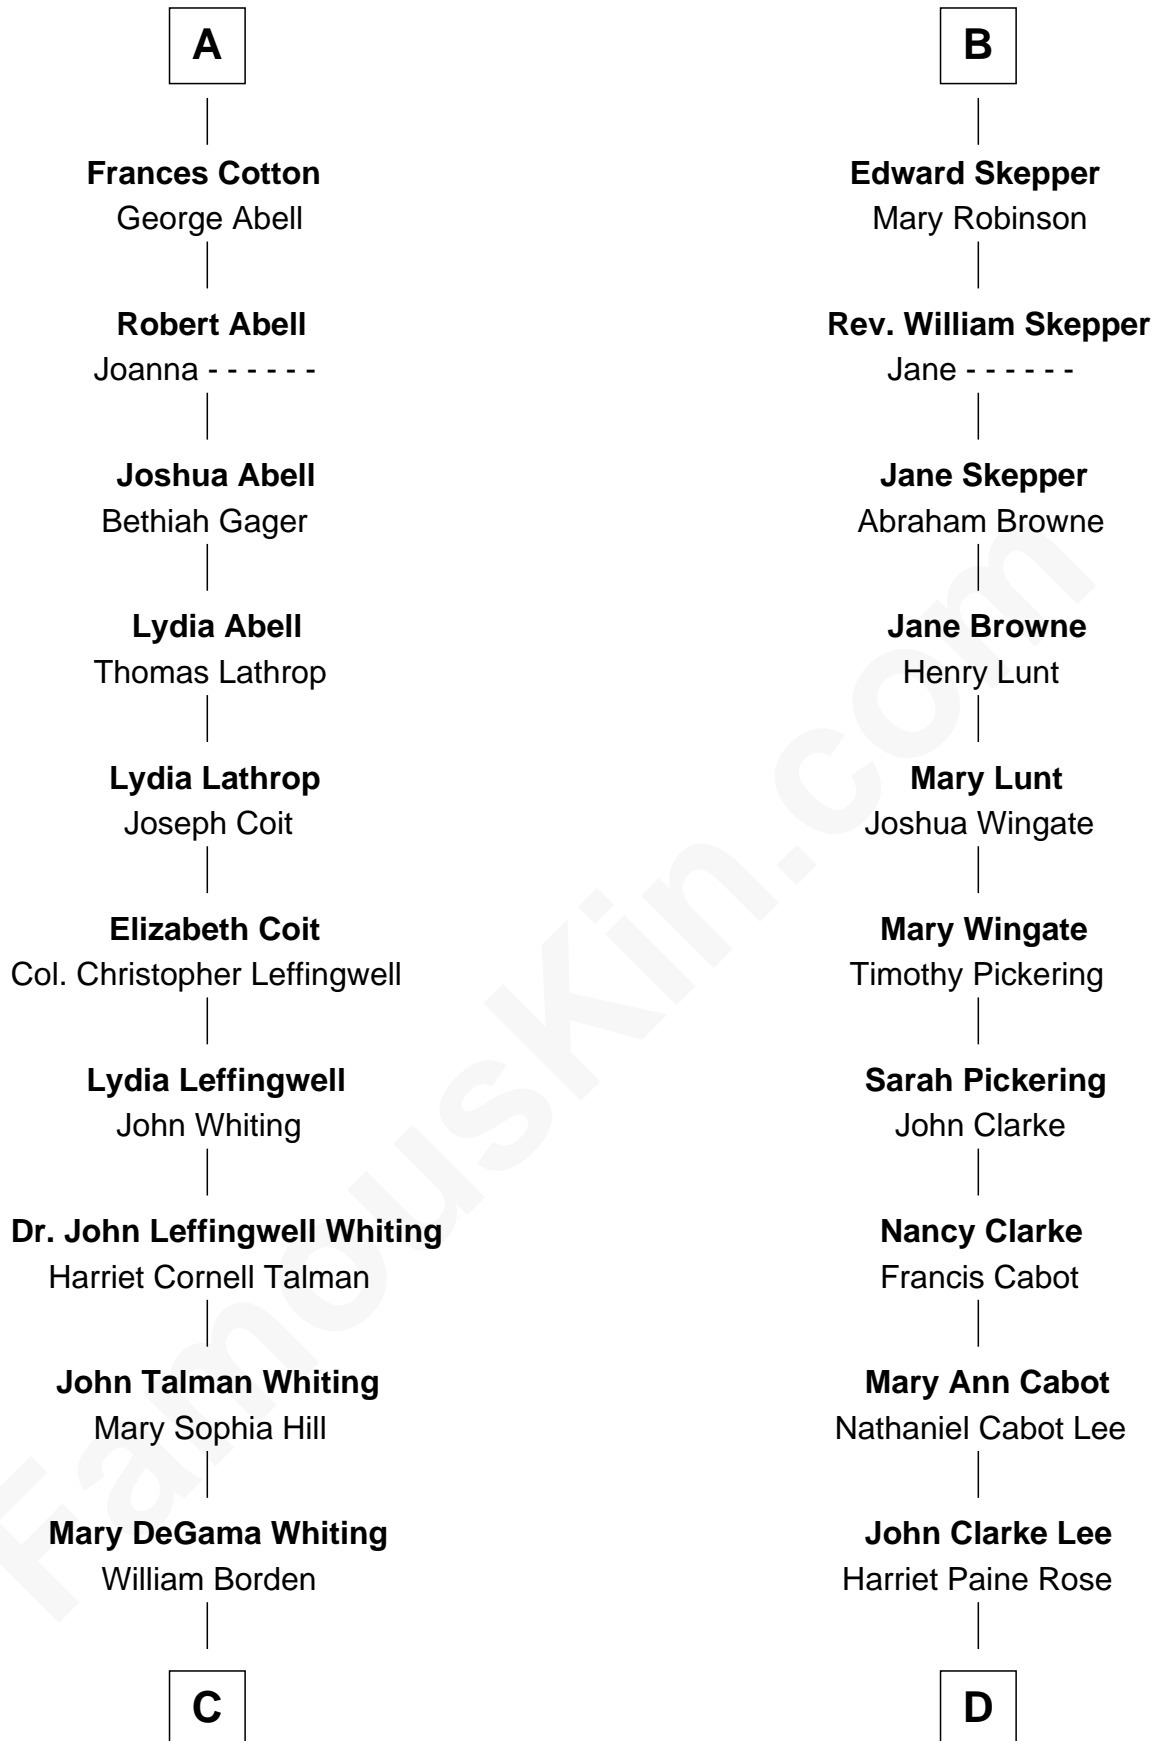 A
Frances Cotton
George Abell
Robert Abell
Joanna - - - - - -
Joshua Abell
Bethiah Gager
Lydia Abell
Thomas Lathrop
Lydia Lathrop
Joseph Coit
Elizabeth Coit
Col. Christopher Leffingwell
Lydia Leffingwell
John Whiting
Dr. John Leffingwell Whiting
Harriet Cornell Talman
John Talman Whiting
Mary Sophia Hill
Mary DeGama Whiting
William Borden
C
B
Edward Skepper
Mary Robinson
Rev. William Skepper
Jane - - - - - -
Jane Skepper
Abraham Browne
Jane Browne
Henry Lunt
Mary Lunt
Joshua Wingate
Mary Wingate
Timothy Pickering
Sarah Pickering
John Clarke
Nancy Clarke
Francis Cabot
Mary Ann Cabot
Nathaniel Cabot Lee
John Clarke Lee
Harriet Paine Rose
D
FamousKin.com